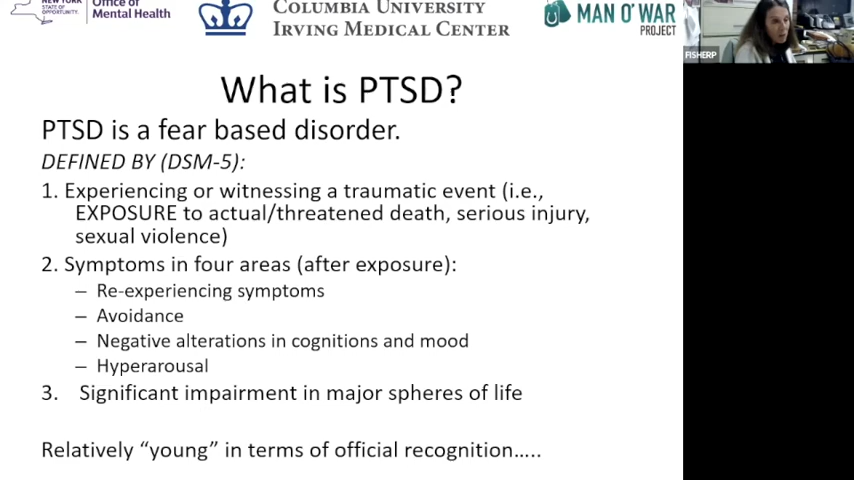 NEW YORK
STATE OF
OPPORTUNITY.
Office of
Mental Health
COLUMBIA UNIVERSITY
IRVING MEDICAL CENTER
MAN O' WAR
PROJECT
FISHERP
What is PTSD?
PTSD is a fear based disorder.
DEFINED BY (DSM-5):
1. Experiencing or witnessing a traumatic event (i.e.,
EXPOSURE to actual/threatened death, serious injury,
sexual violence)
2. Symptoms in four areas (after exposure):
– Re-experiencing symptoms
– Avoidance
– Negative alterations in cognitions and mood
– Hyperarousal
3. Significant impairment in major spheres of life
Relatively “young” in terms of official recognition…..